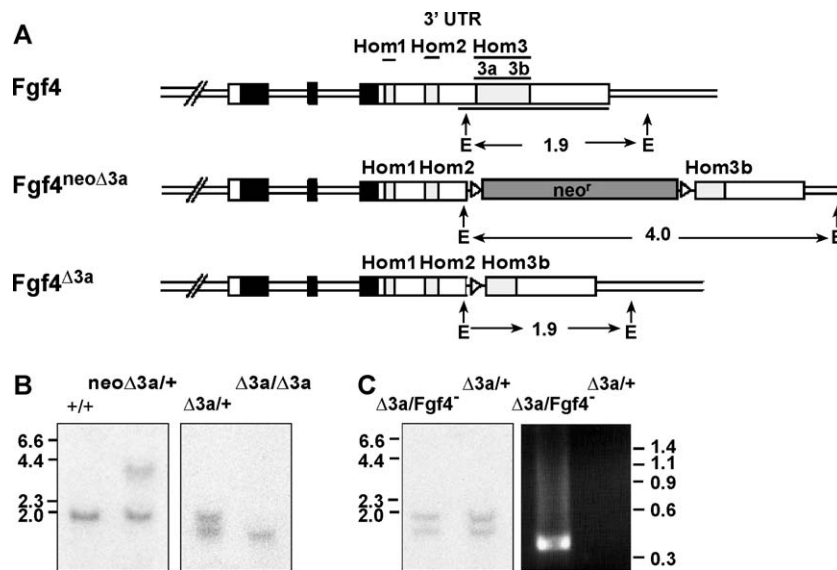 A
3' UTR
Hom1 Hom2 Hom3
3a 3b
Fgf4
E 1.9 E
Hom1 Hom2 Hom3b
Fgf4neoΔ3a
neor
E 4.0 E
Hom1 Hom2 Hom3b
Fgf4Δ3a
E 1.9 E
B
neoΔ3a/+ Δ3a/Δ3a
+/+ Δ3a/+
6.6
4.4
2.3
2.0
C
Δ3a/+ Δ3a/+
Δ3a/Fgf4- Δ3a/Fgf4-
6.6
4.4
2.3
2.0
1.4
1.1
0.9
0.6
0.3